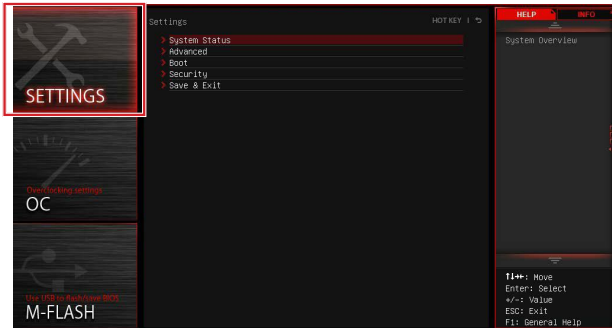 SETTINGS
Overclocking settings
OC
Use USB to flash/save BIOS
M-FLASH
Settings
HOT KEY |
> System Status
> Advanced
> Boot
> Security
> Save & Exit
HELP
INFO
System Overview
↑↓→←: Move
Enter: Select
+/-: Value
ESC: Exit
F1: General Help